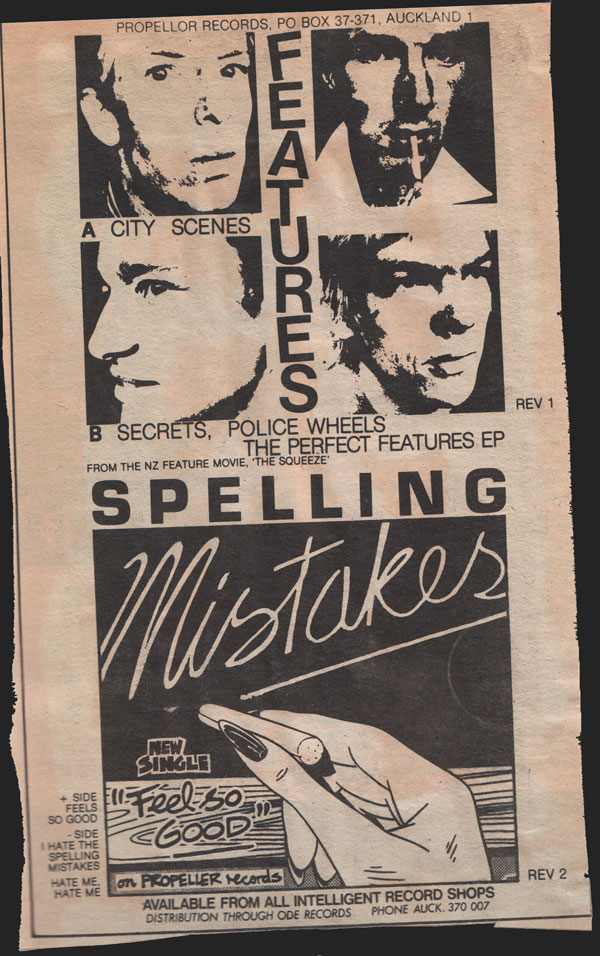 PROPELLOR RECORDS, PO BOX 37-371, AUCKLAND 1
FEATURES
A CITY SCENES
B SECRETS, POLICE WHEELS
THE PERFECT FEATURES EP
REV 1
FROM THE NZ FEATURE MOVIE, 'THE SQUEEZE'
SPELLING
Mistakes
NEW
SINGLE
"Feel so
GOOD"
on PROPELLER records
+ SIDE
FEELS
SO GOOD
- SIDE
I HATE THE
SPELLING
MISTAKES
HATE ME,
HATE ME
REV 2
AVAILABLE FROM ALL INTELLIGENT RECORD SHOPS
DISTRIBUTION THROUGH ODE RECORDS PHONE AUCK. 370 007